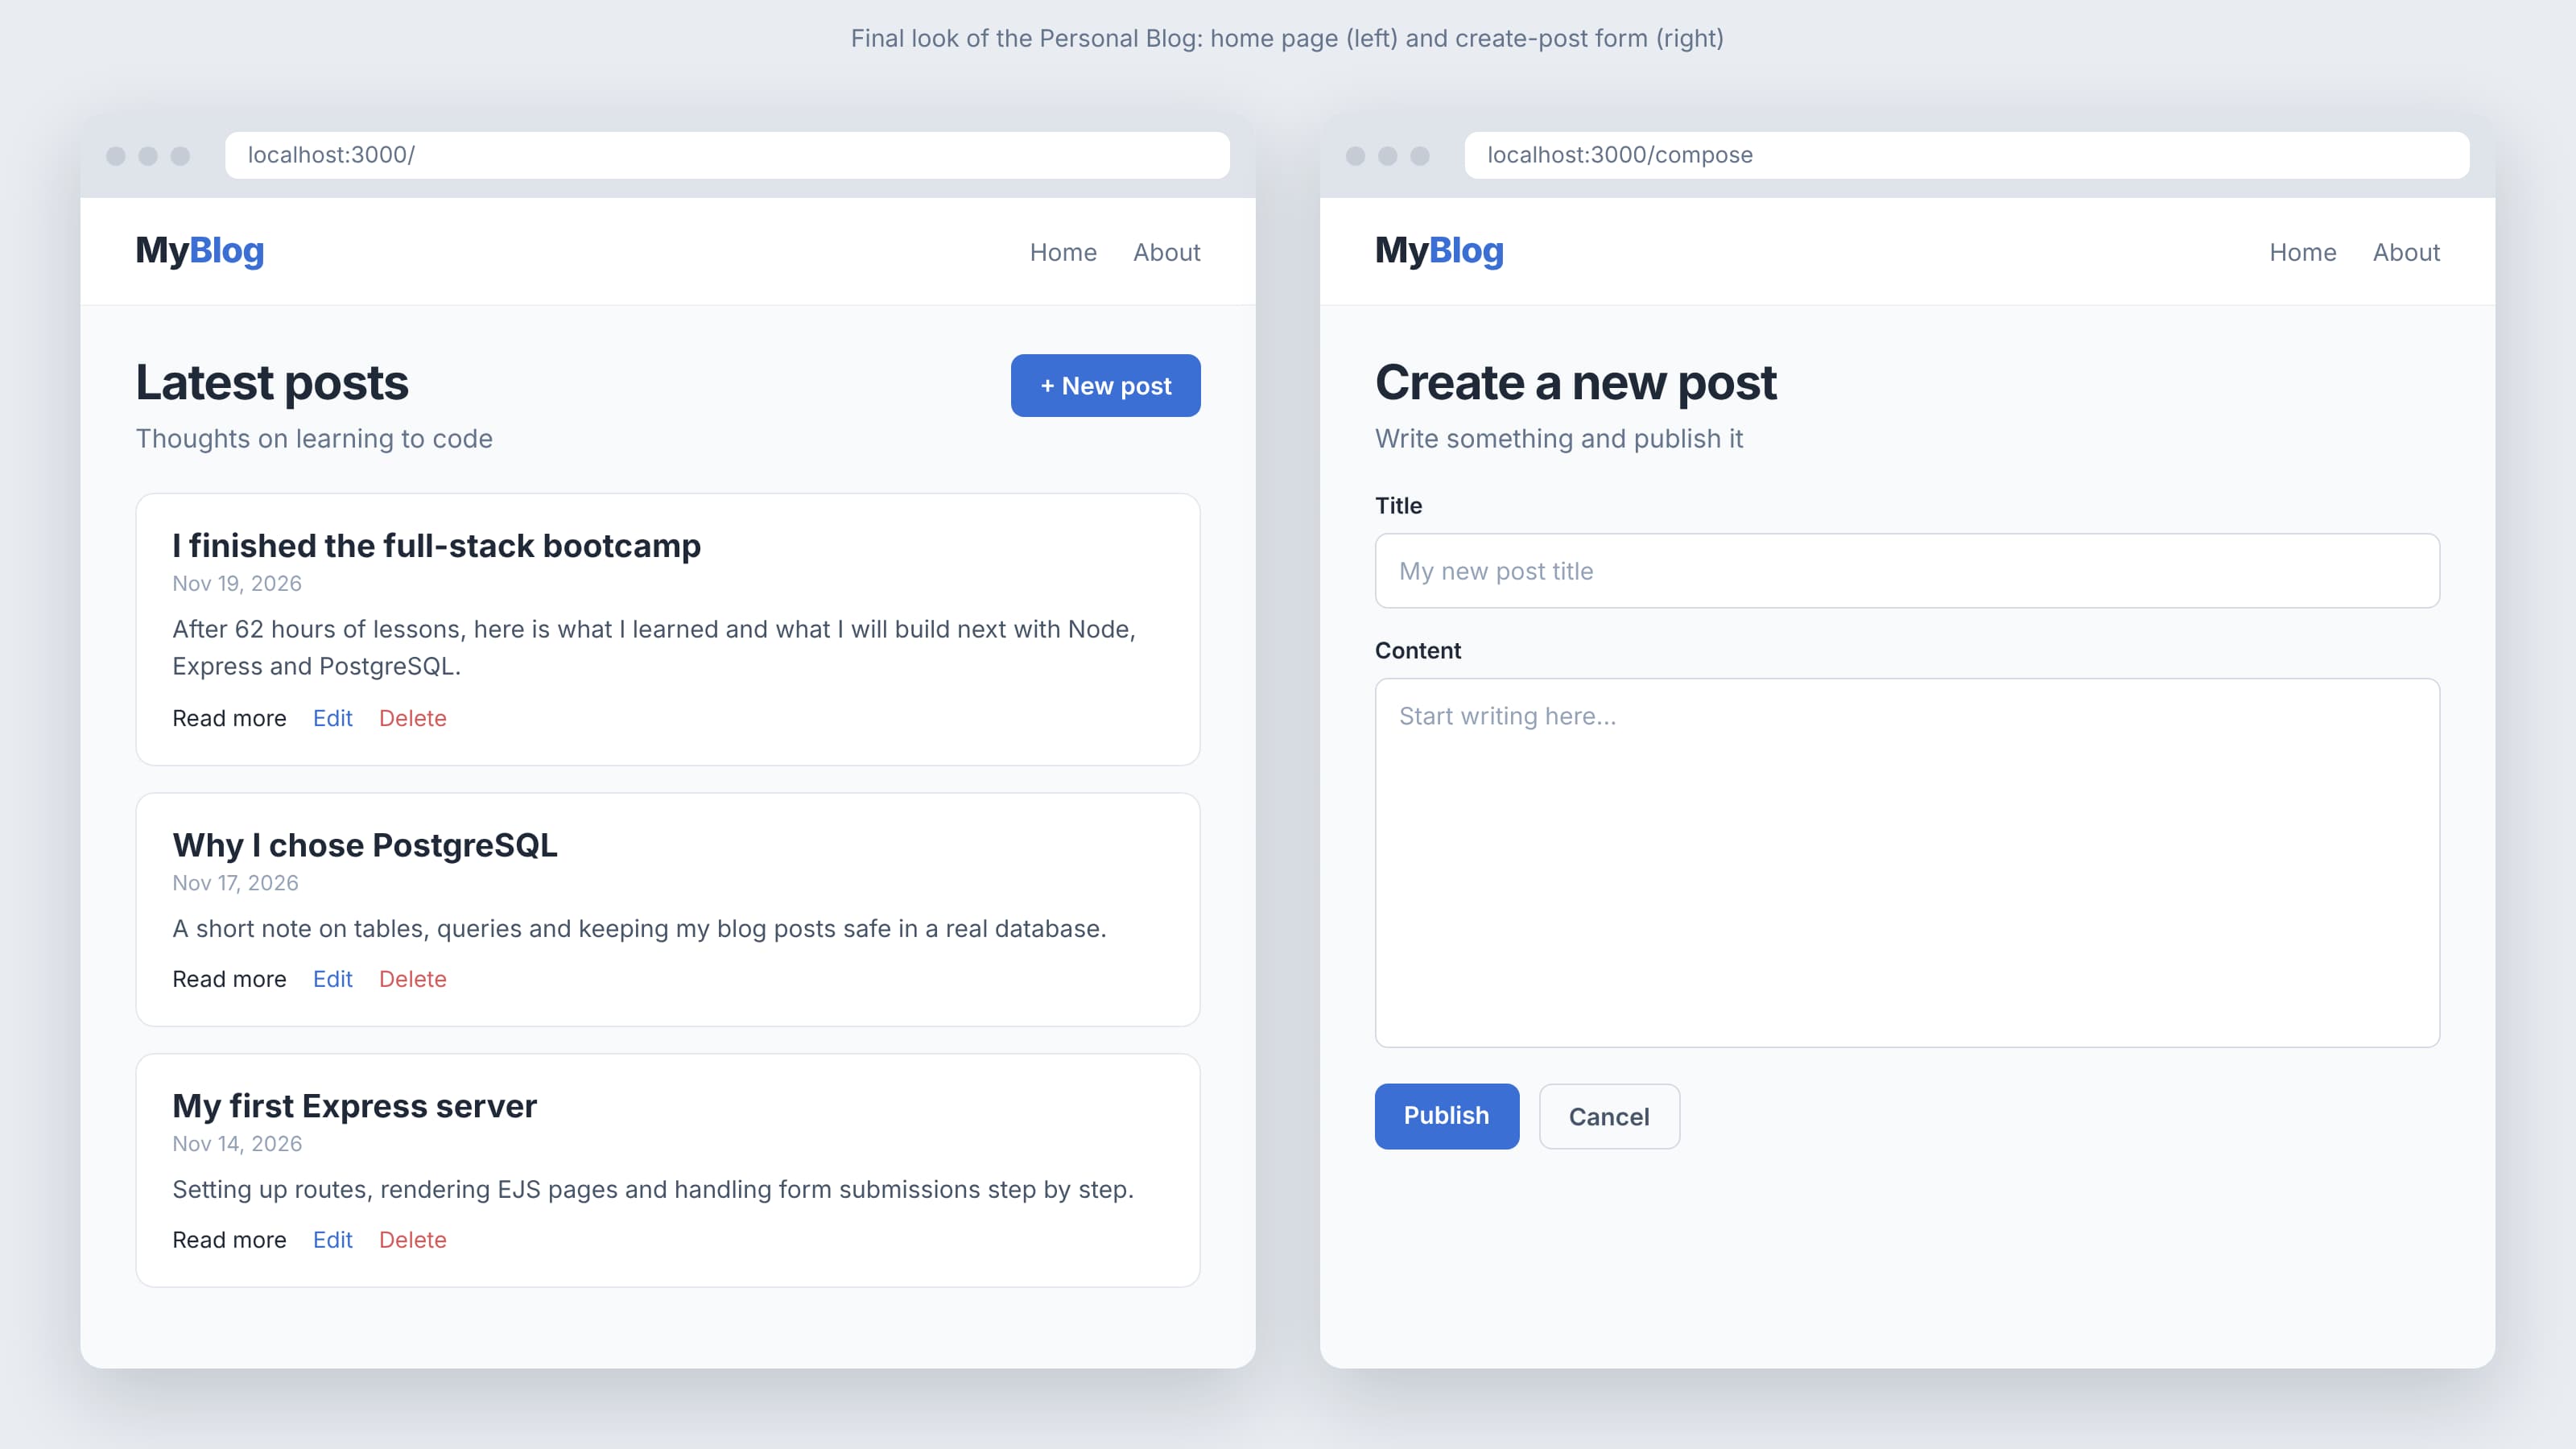 Final look of the Personal Blog: home page (left) and create-post form (right)
localhost:3000/
MyBlog
Home About
Latest posts
+ New post
Thoughts on learning to code
I finished the full-stack bootcamp
Nov 19, 2026
After 62 hours of lessons, here is what I learned and what I will build next with Node,
Express and PostgreSQL.
Read more Edit Delete
Why I chose PostgreSQL
Nov 17, 2026
A short note on tables, queries and keeping my blog posts safe in a real database.
Read more Edit Delete
My first Express server
Nov 14, 2026
Setting up routes, rendering EJS pages and handling form submissions step by step.
Read more Edit Delete
localhost:3000/compose
MyBlog
Home About
Create a new post
Write something and publish it
Title
My new post title
Content
Start writing here...
Publish Cancel